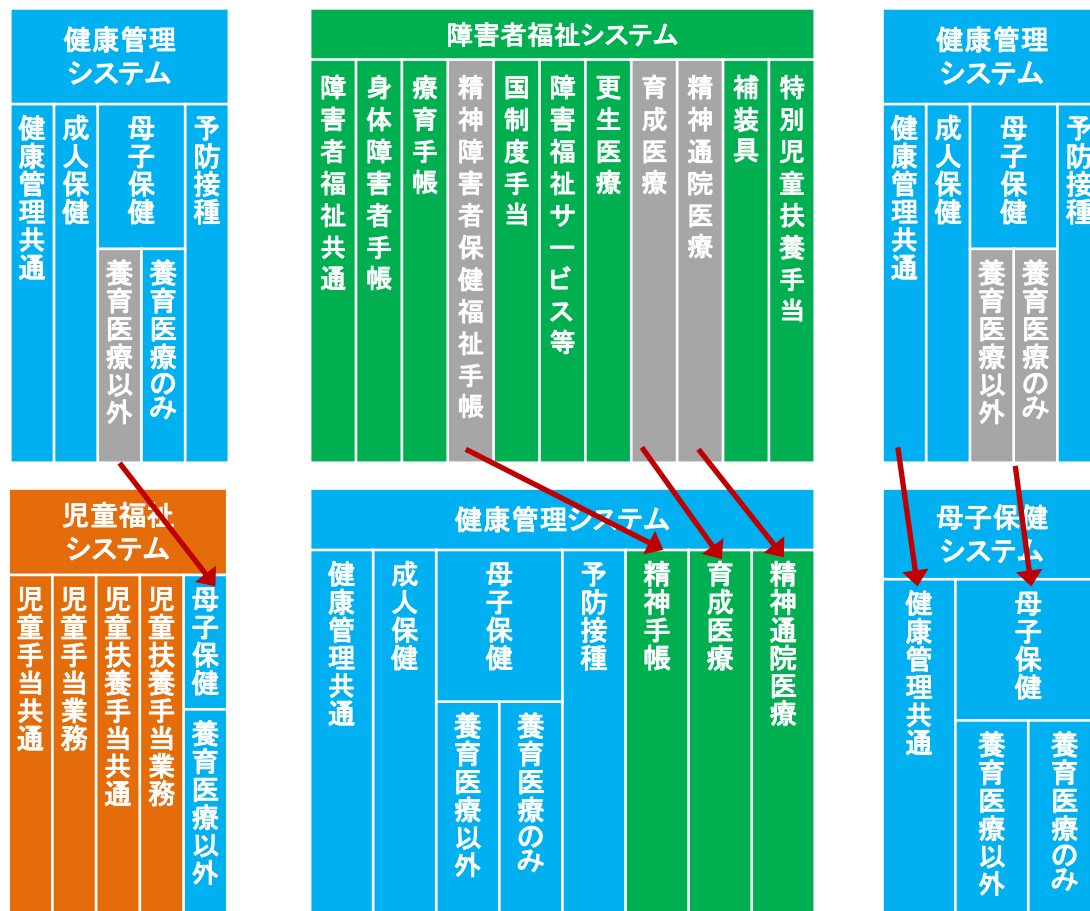 健康管理
システム
健康管理共通
成人保健
母子保健
養育医療以外
養育医療のみ
予防接種
児童福祉
システム
児童手当共通
児童手当業務
児童扶養手当共通
児童扶養手当業務
母子保健
養育医療以外
障害者福祉システム
障害者福祉共通
身体障害者手帳
療育手帳
精神障害者保健福祉手帳
国制度手当
障害福祉サービス等
更生医療
育成医療
精神通院医療
補装具
特別児童扶養手当
健康管理システム
健康管理共通
成人保健
母子保健
養育医療以外
養育医療のみ
予防接種
精神手帳
育成医療
精神通院医療
健康管理
システム
健康管理共通
成人保健
母子保健
養育医療以外
養育医療のみ
予防接種
母子保健
システム
健康管理共通
母子保健
養育医療以外
養育医療のみ